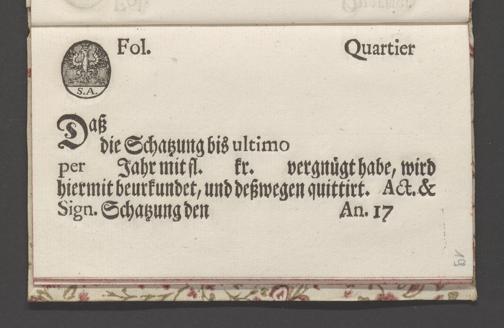 Fol. Quartier
S.A.
Daß
die Schatzung bis ultimo
per Jahr mit fl. kr. vergnügt habe, wird
hiermit beurkundet, und deßwegen quittirt. Act. &
Sign. Schatzung den An. 17
19